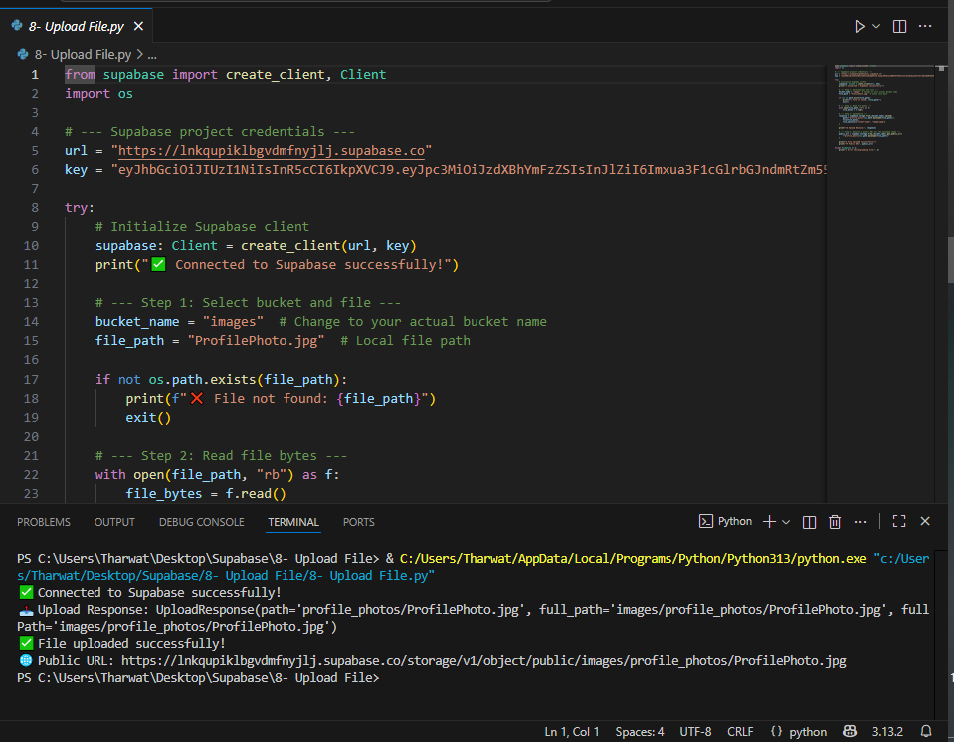 8- Upload File.py
8- Upload File.py > ...
1 from supabase import create_client, Client
2 import os
3
4 # --- Supabase project credentials ---
5 url = "https://lnkqupiklbgvdmfnyjlj.supabase.co"
6 key = "eyJhbGciOiJIUzI1NiIsInR5cCI6IkpXVCJ9.eyJpc3MiOiJzdXBhYmFzZSIsInJlZiI6Imxua3F1cGlrbGJndmRtZm55
7
8 try:
9 # Initialize Supabase client
10 supabase: Client = create_client(url, key)
11 print("✅ Connected to Supabase successfully!")
12
13 # --- Step 1: Select bucket and file ---
14 bucket_name = "images" # Change to your actual bucket name
15 file_path = "ProfilePhoto.jpg" # Local file path
16
17 if not os.path.exists(file_path):
18 print(f"❌ File not found: {file_path}")
19 exit()
20
21 # --- Step 2: Read file bytes ---
22 with open(file_path, "rb") as f:
23 file_bytes = f.read()
PROBLEMS OUTPUT DEBUG CONSOLE TERMINAL PORTS Python
PS C:\Users\Tharwat\Desktop\Supabase\8- Upload File> & C:/Users/Tharwat/AppData/Local/Programs/Python/Python313/python.exe "c:/User
s/Tharwat/Desktop/Supabase/8- Upload File/8- Upload File.py"
✅ Connected to Supabase successfully!
📤 Upload Response: UploadResponse(path='profile_photos/ProfilePhoto.jpg', full_path='images/profile_photos/ProfilePhoto.jpg', full
Path='images/profile_photos/ProfilePhoto.jpg')
✅ File uploaded successfully!
🌐 Public URL: https://lnkqupiklbgvdmfnyjlj.supabase.co/storage/v1/object/public/images/profile_photos/ProfilePhoto.jpg
PS C:\Users\Tharwat\Desktop\Supabase\8- Upload File>
Ln 1, Col 1 Spaces: 4 UTF-8 CRLF {} python 3.13.2